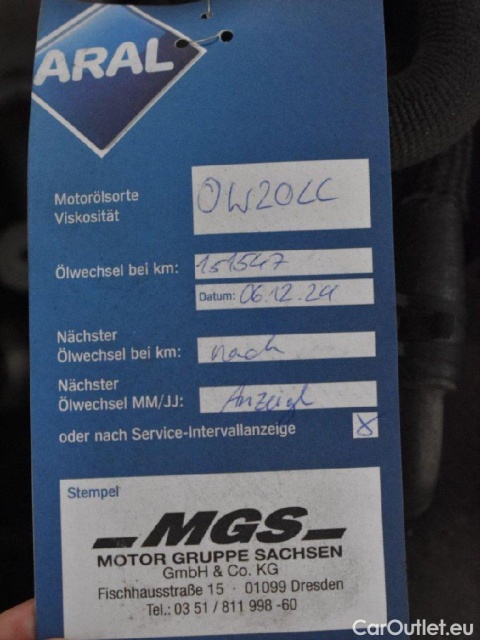 ARAL
Motorölsorte
Viskosität
0W20LL
Ölwechsel bei km: 151547
Datum: 06.12.24
Nächster
Ölwechsel bei km: nach
Nächster
Ölwechsel MM/JJ: Anzeige
oder nach Service-Intervallanzeige
Stempel
MGS
MOTOR GRUPPE SACHSEN
GmbH & Co. KG
Fischhausstraße 15 · 01099 Dresden
Tel.: 03 51 / 811 998 -60
CarOutlet.eu